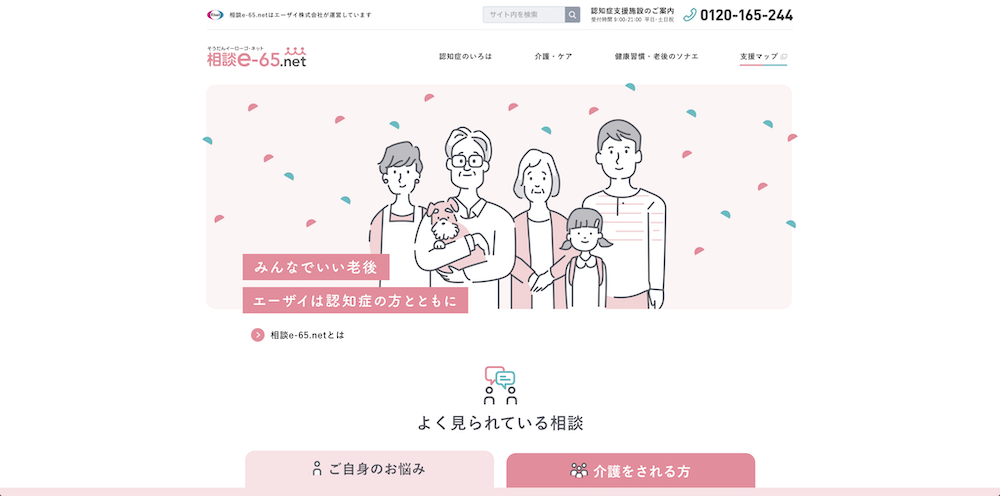 Eisai 相談e-65.netはエーザイ株式会社が運営しています
サイト内を検索
認知症支援施設のご案内
受付時間 9:00-21:00 平日・土日祝
0120-165-244
そうだんイーローゴ・ネット
相談e-65.net
認知症のいろは
介護・ケア
健康習慣・老後のソナエ
支援マップ
みんなでいい老後
エーザイは認知症の方とともに
相談e-65.netとは
よく見られている相談
ご自身のお悩み
介護をされる方